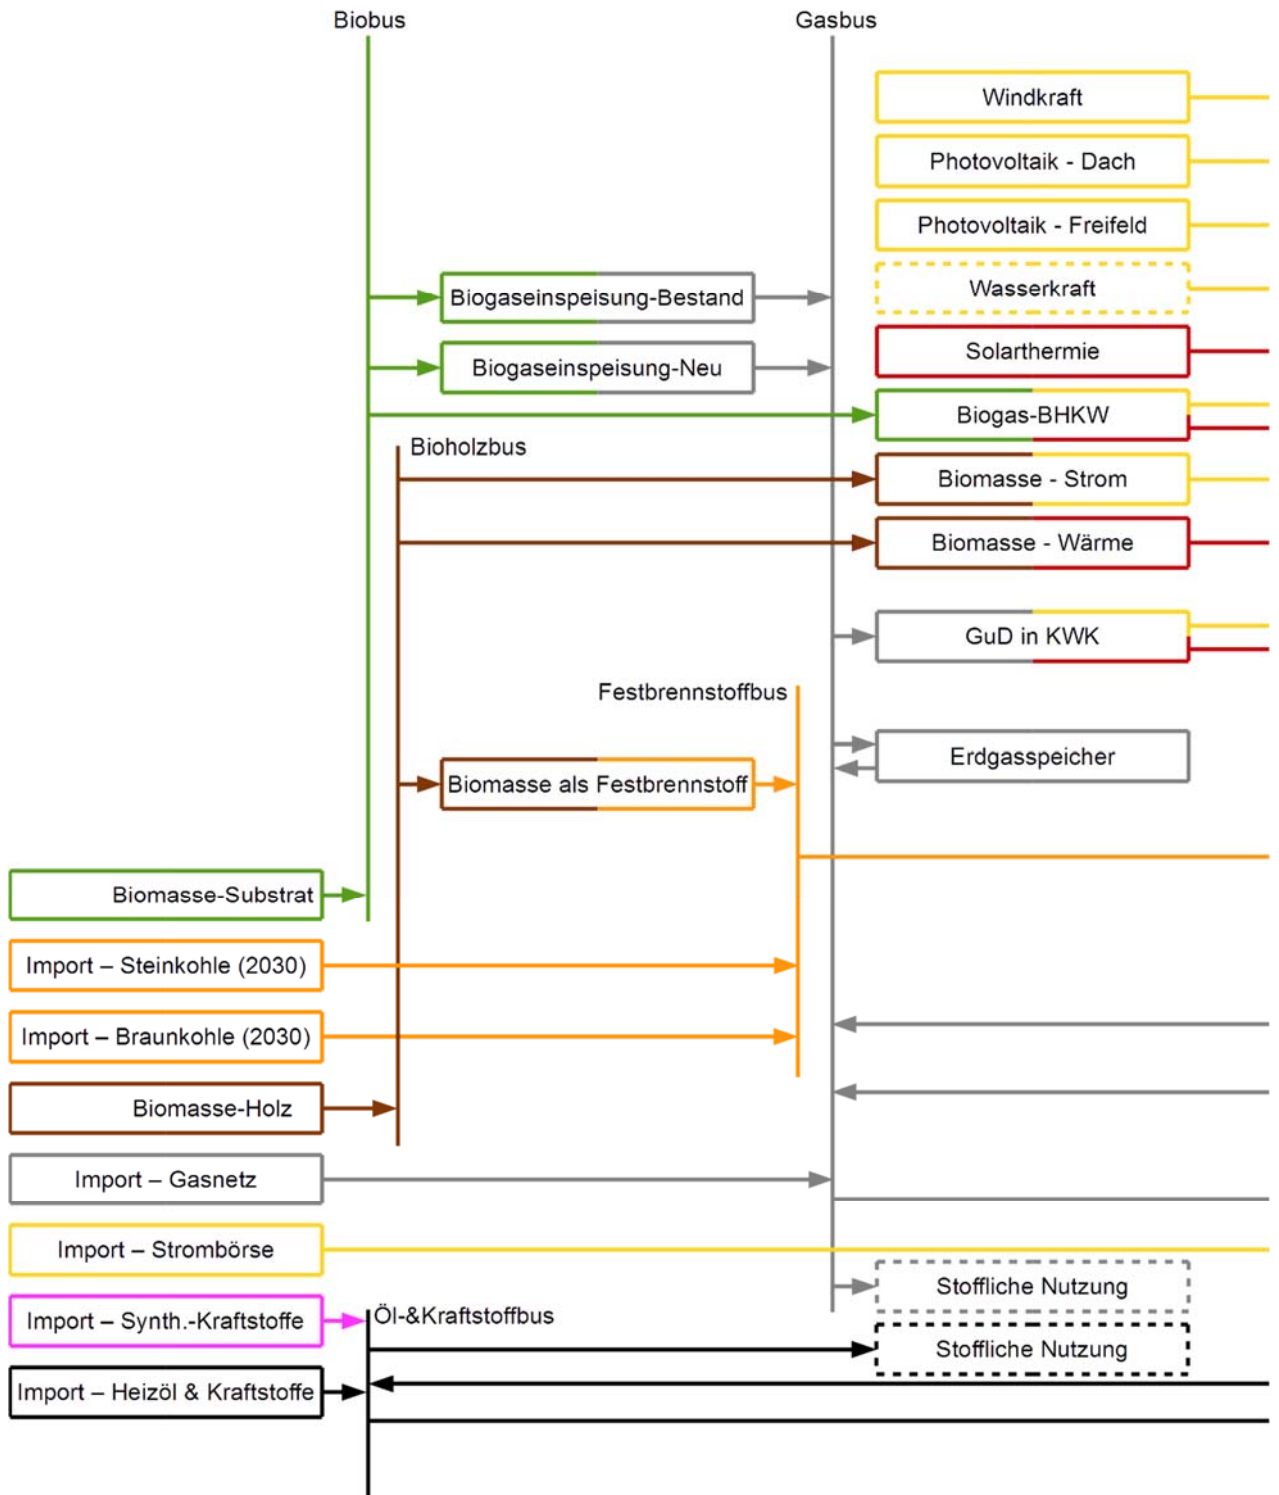 Biobus
Gasbus
Windkraft
Photovoltaik - Dach
Photovoltaik - Freifeld
Wasserkraft
Biogaseinspeisung-Bestand
Solarthermie
Biogaseinspeisung-Neu
Biogas-BHKW
Bioholzbus
Biomasse - Strom
Biomasse - Wärme
GuD in KWK
Festbrennstoffbus
Erdgasspeicher
Biomasse als Festbrennstoff
Biomasse-Substrat
Import – Steinkohle (2030)
Import – Braunkohle (2030)
Biomasse-Holz
Import – Gasnetz
Import – Strombörse
Stoffliche Nutzung
Import – Synth.-Kraftstoffe
Öl-&Kraftstoffbus
Stoffliche Nutzung
Import – Heizöl & Kraftstoffe